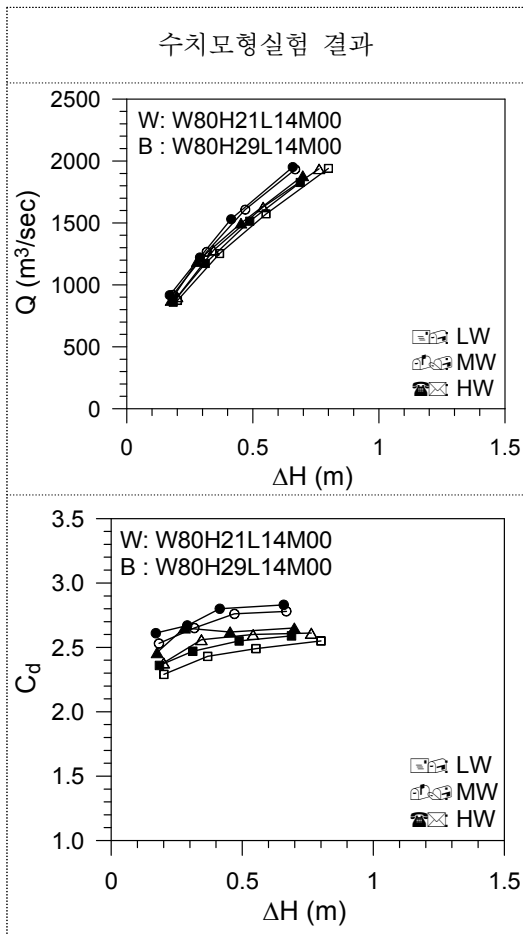 수치모형실험 결과
2500
2000
1500
1000
500
0
Q (m³/sec)
W: W80H21L14M00
B : W80H29L14M00
LW
MW
HW
0 0.5 1 1.5
ΔH (m)
3.5
3.0
2.5
2.0
1.5
1.0
C_d
W: W80H21L14M00
B : W80H29L14M00
LW
MW
HW
0 0.5 1 1.5
ΔH (m)